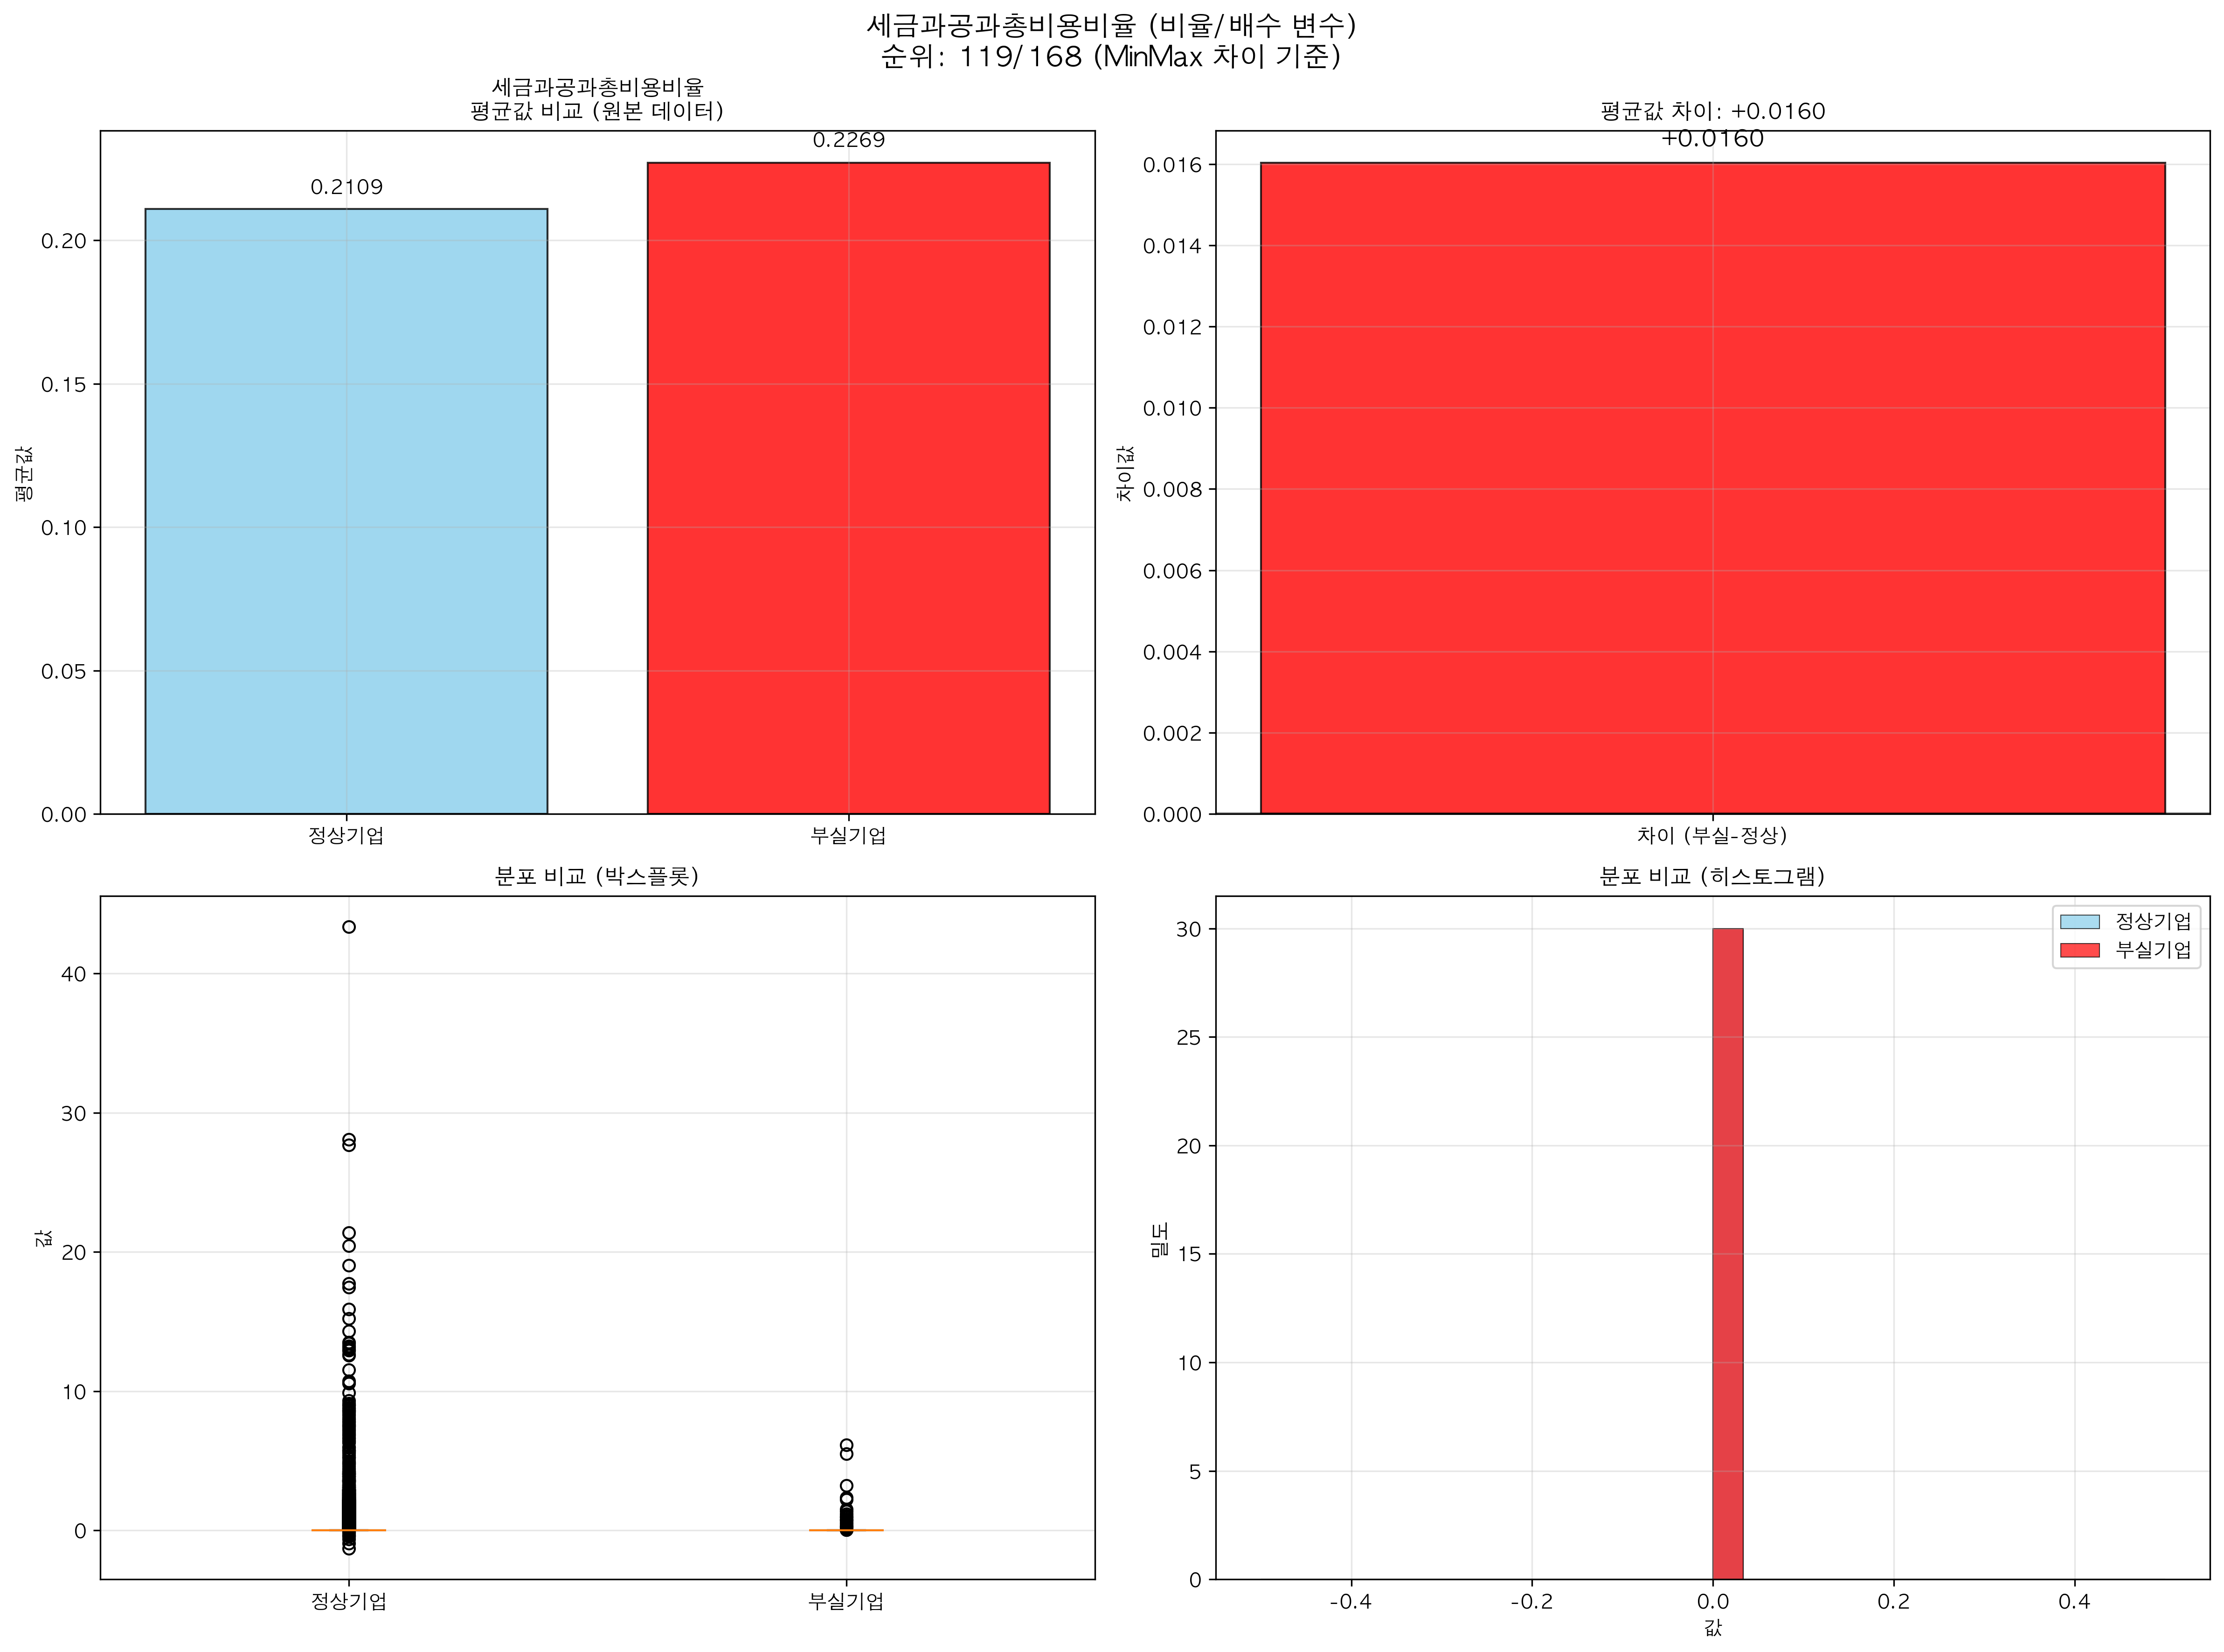 세금과공과총비용비율 (비율/배수 변수)
순위: 119/168 (MinMax 차이 기준)
세금과공과총비용비율
평균값 비교 (원본 데이터)
0.2109
0.2269
평균값
0.20
0.15
0.10
0.05
0.00
정상기업
부실기업
평균값 차이: +0.0160
+0.0160
차이값
0.016
0.014
0.012
0.010
0.008
0.006
0.004
0.002
0.000
차이 (부실-정상)
분포 비교 (박스플롯)
값
40
30
20
10
0
정상기업
부실기업
분포 비교 (히스토그램)
정상기업
부실기업
밀도
30
25
20
15
10
5
0
-0.4
-0.2
0.0
0.2
0.4
값